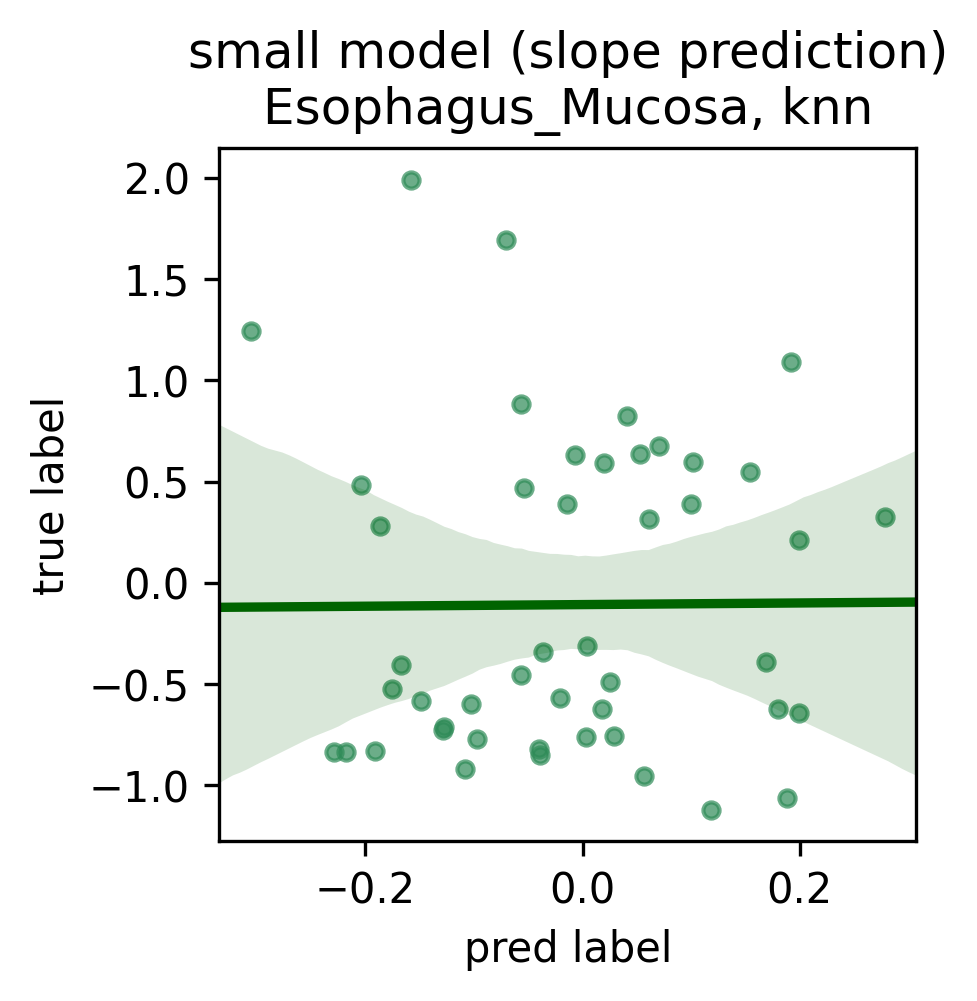 small model (slope prediction)
Esophagus_Mucosa, knn
2.0
1.5
1.0
0.5
0.0
−0.5
−1.0
true label
−0.2
0.0
0.2
pred label